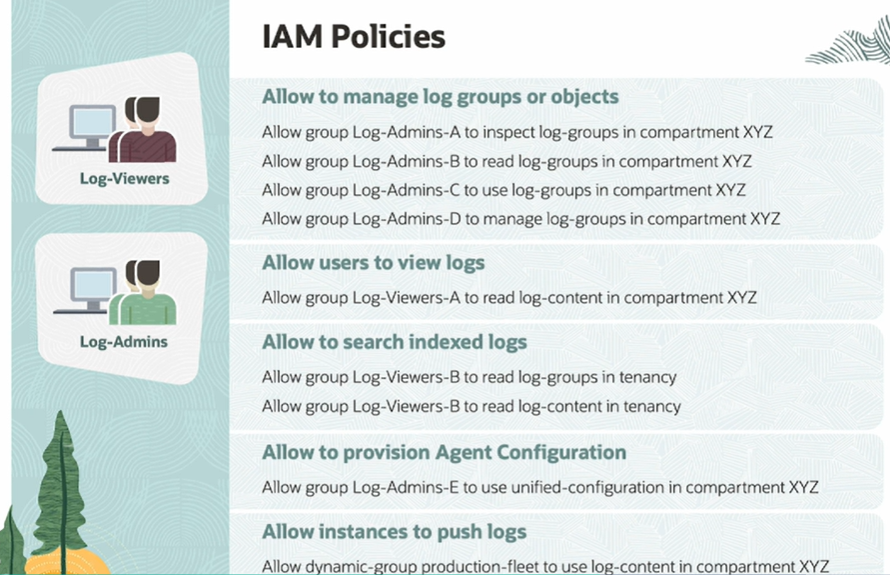 IAM Policies
Log-Viewers
Log-Admins
Allow to manage log groups or objects
Allow group Log-Admins-A to inspect log-groups in compartment XYZ
Allow group Log-Admins-B to read log-groups in compartment XYZ
Allow group Log-Admins-C to use log-groups in compartment XYZ
Allow group Log-Admins-D to manage log-groups in compartment XYZ
Allow users to view logs
Allow group Log-Viewers-A to read log-content in compartment XYZ
Allow to search indexed logs
Allow group Log-Viewers-B to read log-groups in tenancy
Allow group Log-Viewers-B to read log-content in tenancy
Allow to provision Agent Configuration
Allow group Log-Admins-E to use unified-configuration in compartment XYZ
Allow instances to push logs
Allow dynamic-group production-fleet to use log-content in compartment XYZ